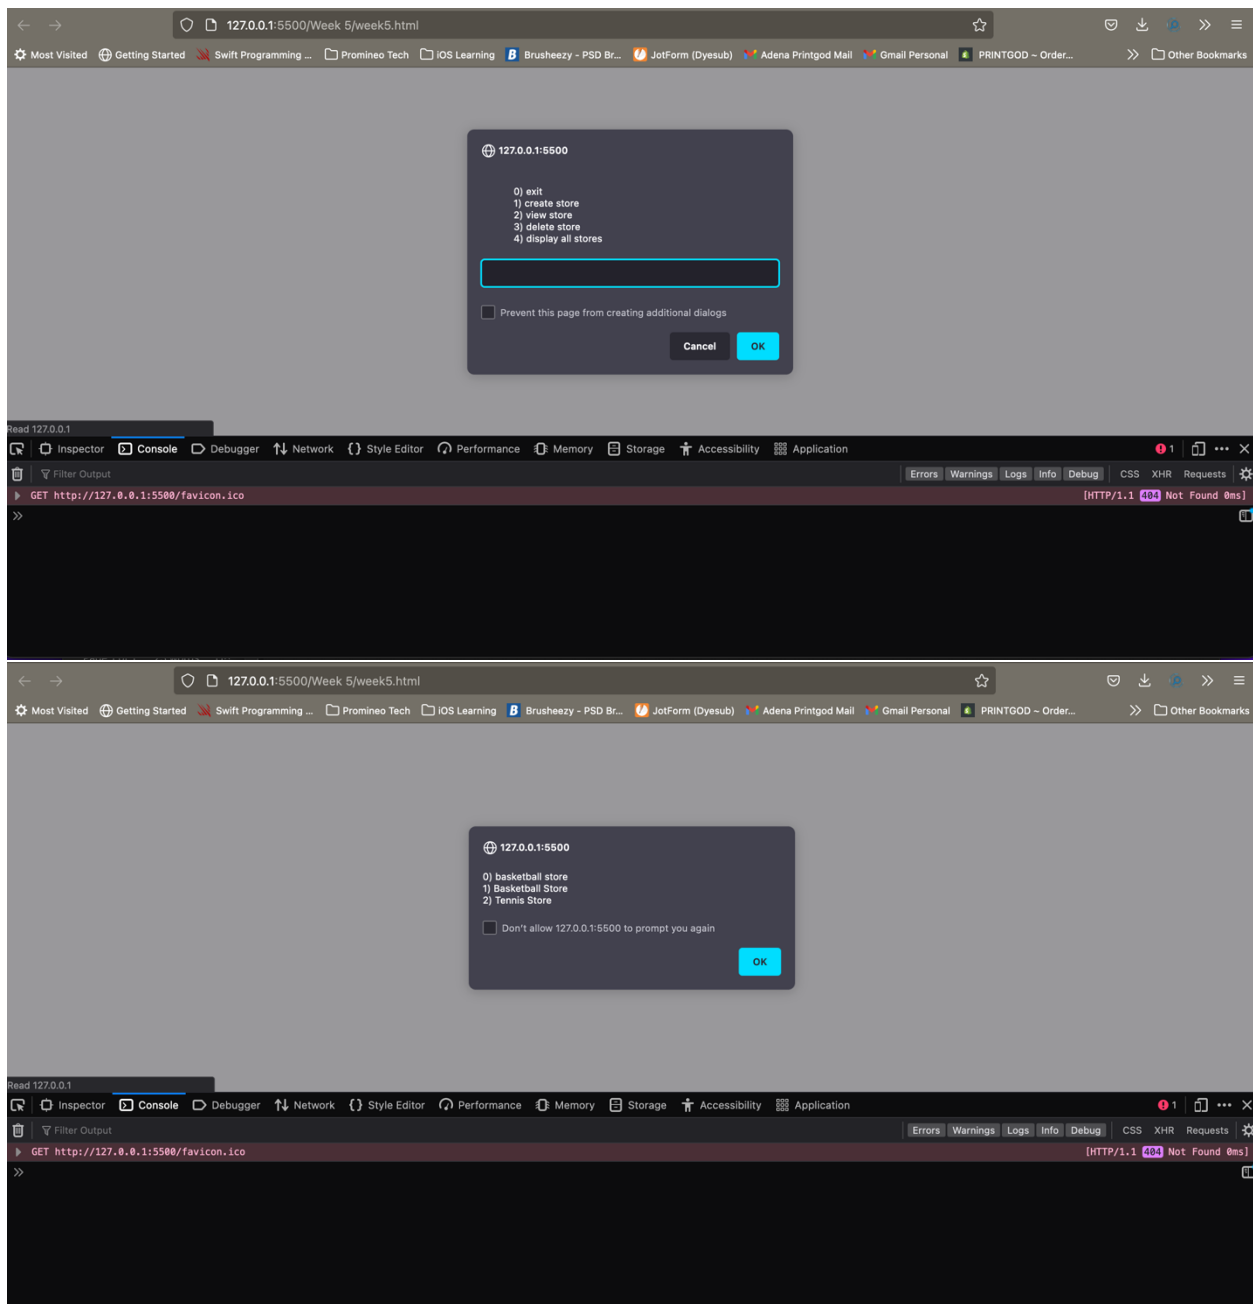 127.0.0.1:5500/Week 5/week5.html
Most Visited Getting Started Swift Programming ... Promineo Tech iOS Learning B Brusheezy - PSD Br... JotForm (Dyesub) Adena Printgod Mail Gmail Personal PRINTGOD ~ Order... Other Bookmarks
127.0.0.1:5500
0) exit
1) create store
2) view store
3) delete store
4) display all stores
Prevent this page from creating additional dialogs
Cancel OK
Read 127.0.0.1
Inspector Console Debugger Network {} Style Editor Performance Memory Storage Accessibility Application 1
Filter Output Errors Warnings Logs Info Debug CSS XHR Requests
GET http://127.0.0.1:5500/favicon.ico [HTTP/1.1 404 Not Found 0ms]
127.0.0.1:5500/Week 5/week5.html
Most Visited Getting Started Swift Programming ... Promineo Tech iOS Learning B Brusheezy - PSD Br... JotForm (Dyesub) Adena Printgod Mail Gmail Personal PRINTGOD ~ Order... Other Bookmarks
127.0.0.1:5500
0) basketball store
1) Basketball Store
2) Tennis Store
Don't allow 127.0.0.1:5500 to prompt you again
OK
Read 127.0.0.1
Inspector Console Debugger Network {} Style Editor Performance Memory Storage Accessibility Application 1
Filter Output Errors Warnings Logs Info Debug CSS XHR Requests
GET http://127.0.0.1:5500/favicon.ico [HTTP/1.1 404 Not Found 0ms]